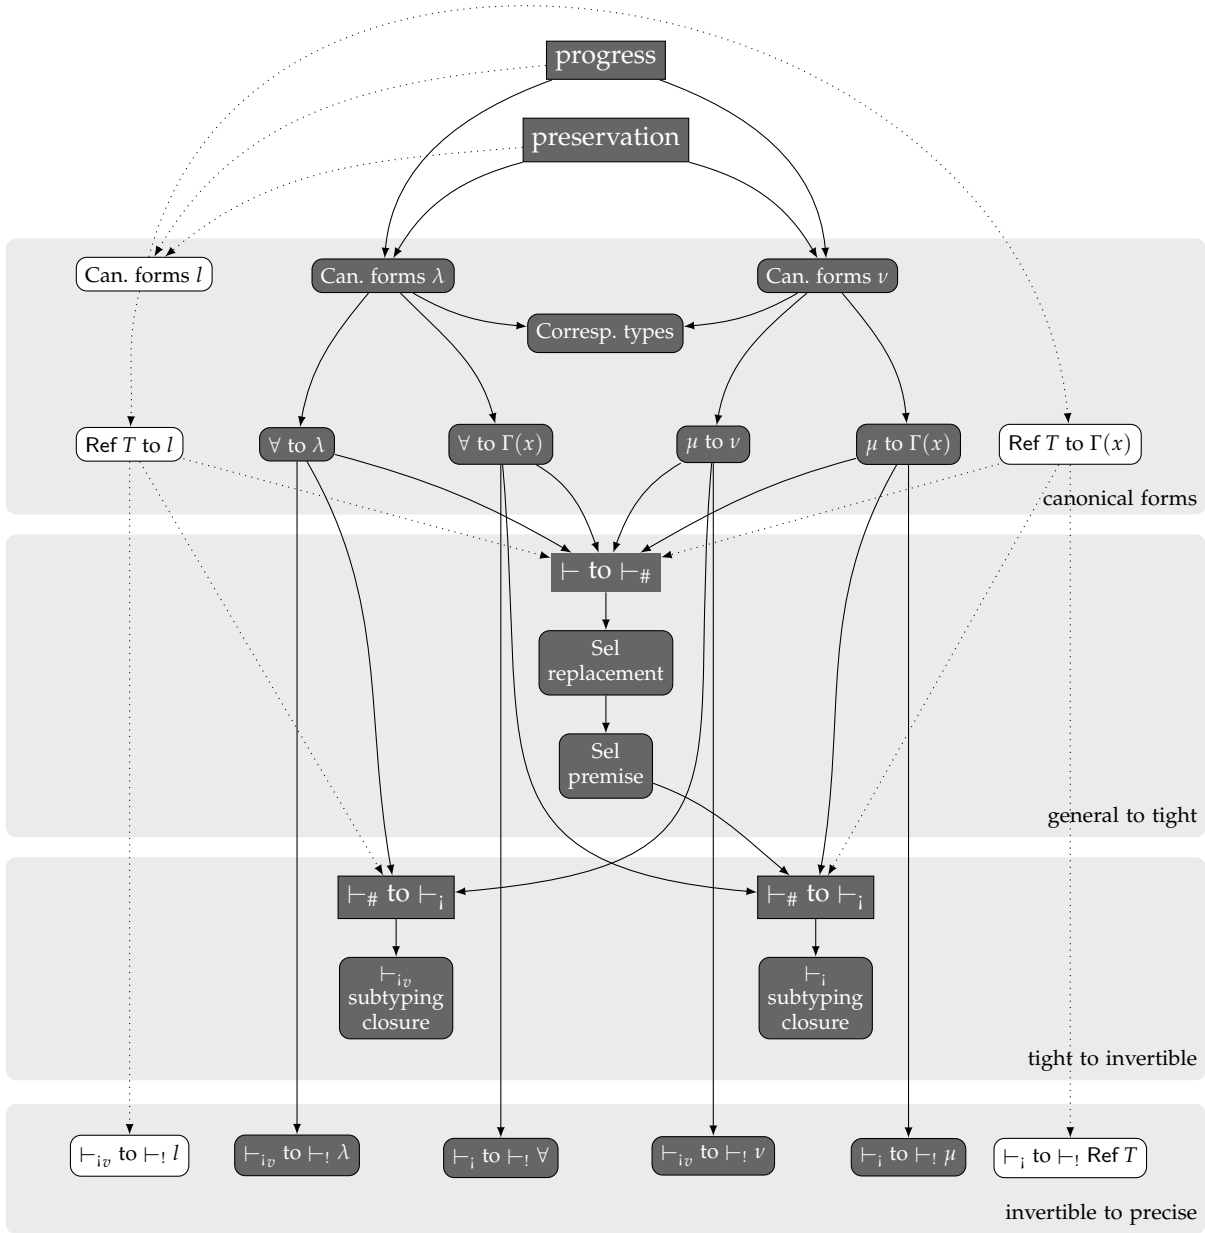 progress
preservation
Can. forms l
Can. forms λ
Can. forms ν
Corresp. types
Ref T to l
∀ to λ
∀ to Γ(x)
μ to ν
μ to Γ(x)
Ref T to Γ(x)
canonical forms
⊢ to ⊢#
Sel
replacement
Sel
premise
general to tight
⊢# to ⊢¡
⊢# to ⊢¡
⊢¡v
subtyping
closure
⊢¡
subtyping
closure
tight to invertible
⊢¡v to ⊢! l
⊢¡v to ⊢! λ
⊢¡ to ⊢! ∀
⊢¡v to ⊢! ν
⊢¡ to ⊢! μ
⊢¡ to ⊢! Ref T
invertible to precise